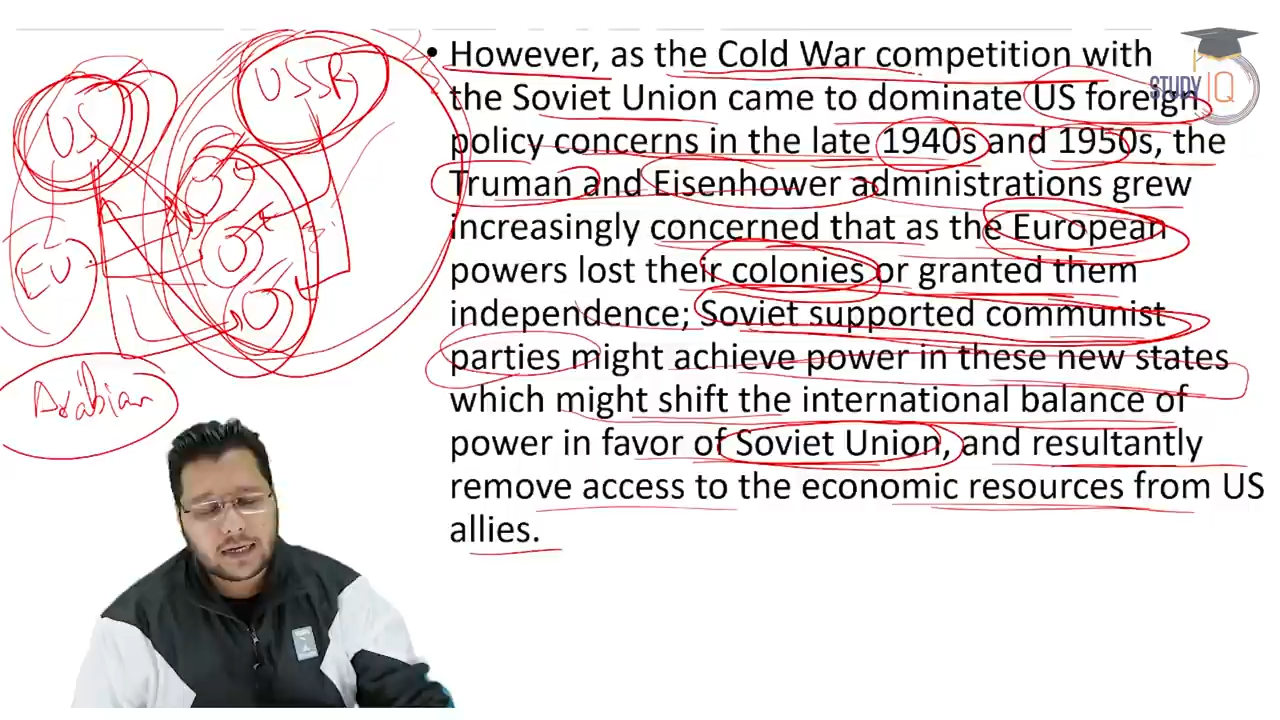 US
USSR
EU
Arabian
• However, as the Cold War competition with
the Soviet Union came to dominate US foreign
policy concerns in the late 1940s and 1950s, the
Truman and Eisenhower administrations grew
increasingly concerned that as the European
powers lost their colonies or granted them
independence; Soviet supported communist
parties might achieve power in these new states
which might shift the international balance of
power in favor of Soviet Union, and resultantly
remove access to the economic resources from US
allies.
STUDY IQ